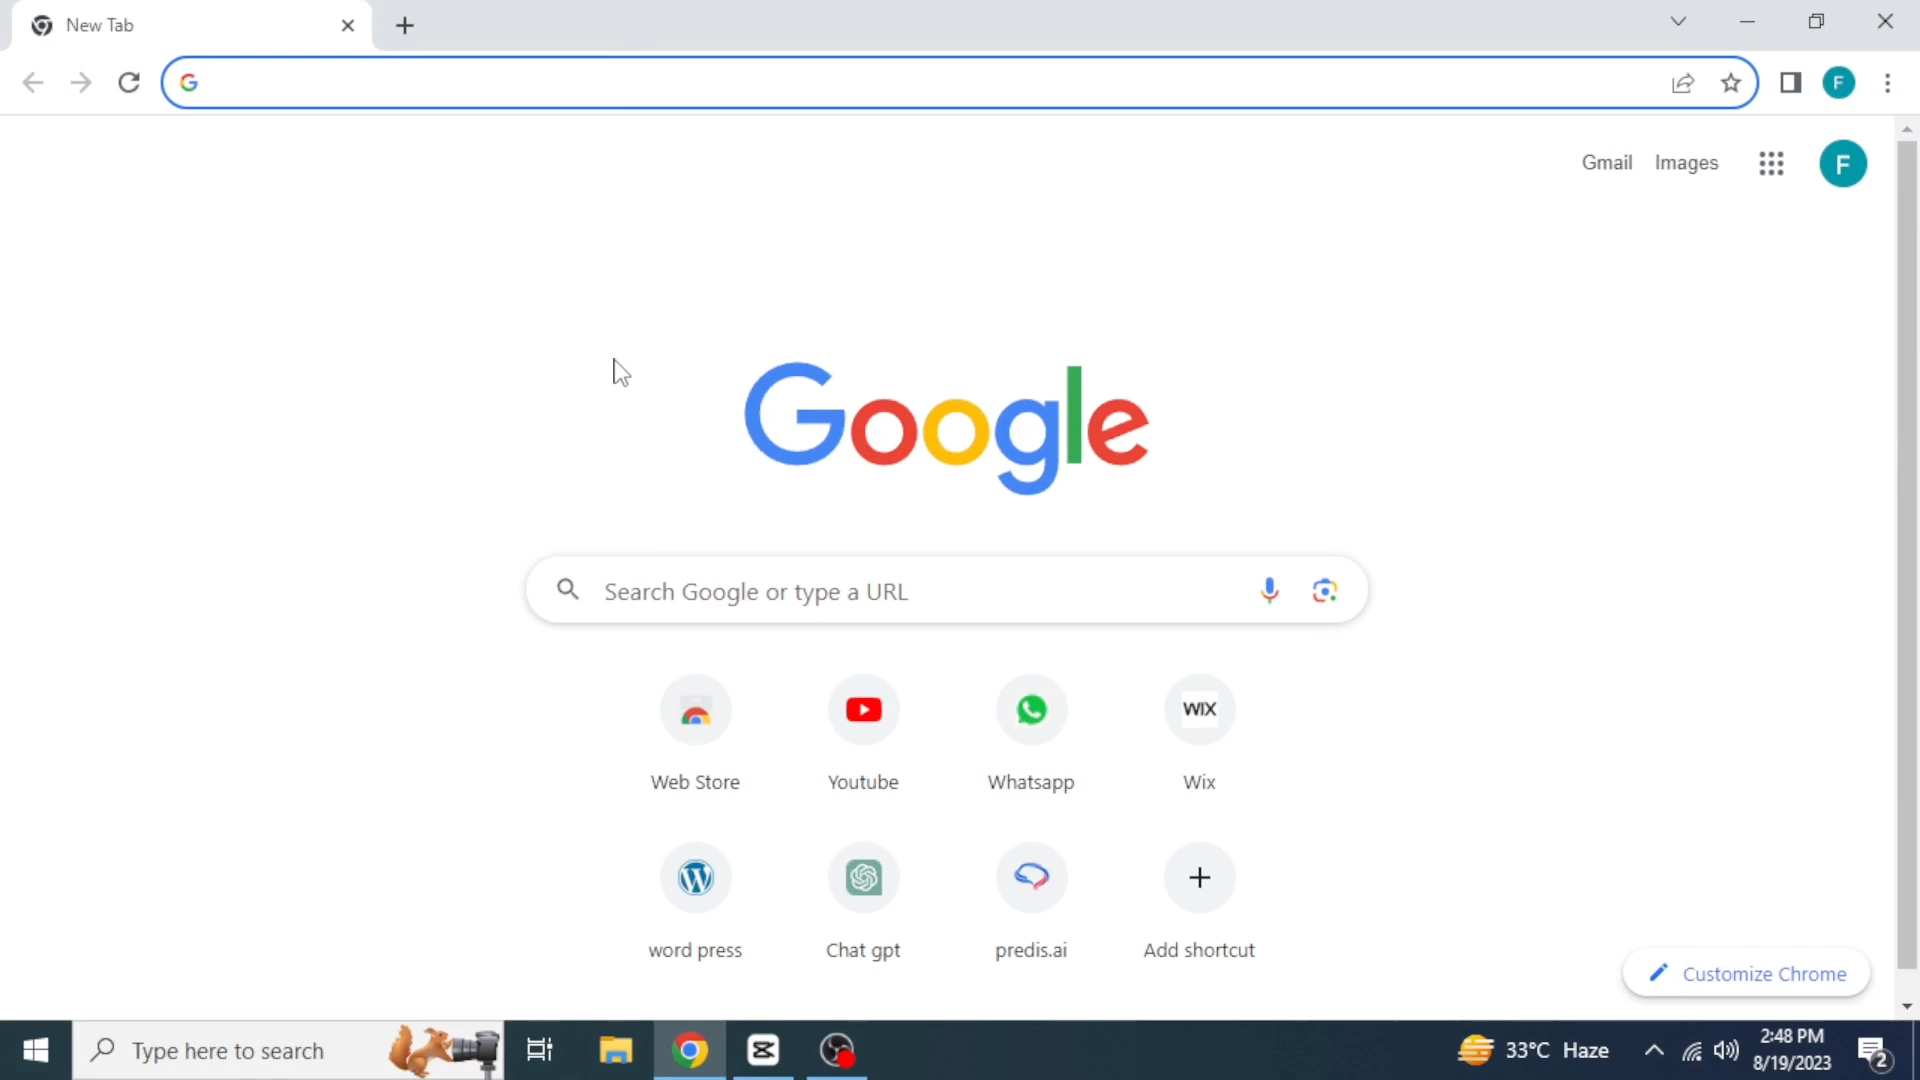 New Tab
Gmail Images
F
F
Google
Search Google or type a URL
WIX
Web Store Youtube Whatsapp Wix
word press Chat gpt predis.ai Add shortcut
Customize Chrome
Type here to search
33°C Haze
2:48 PM
8/19/2023
2